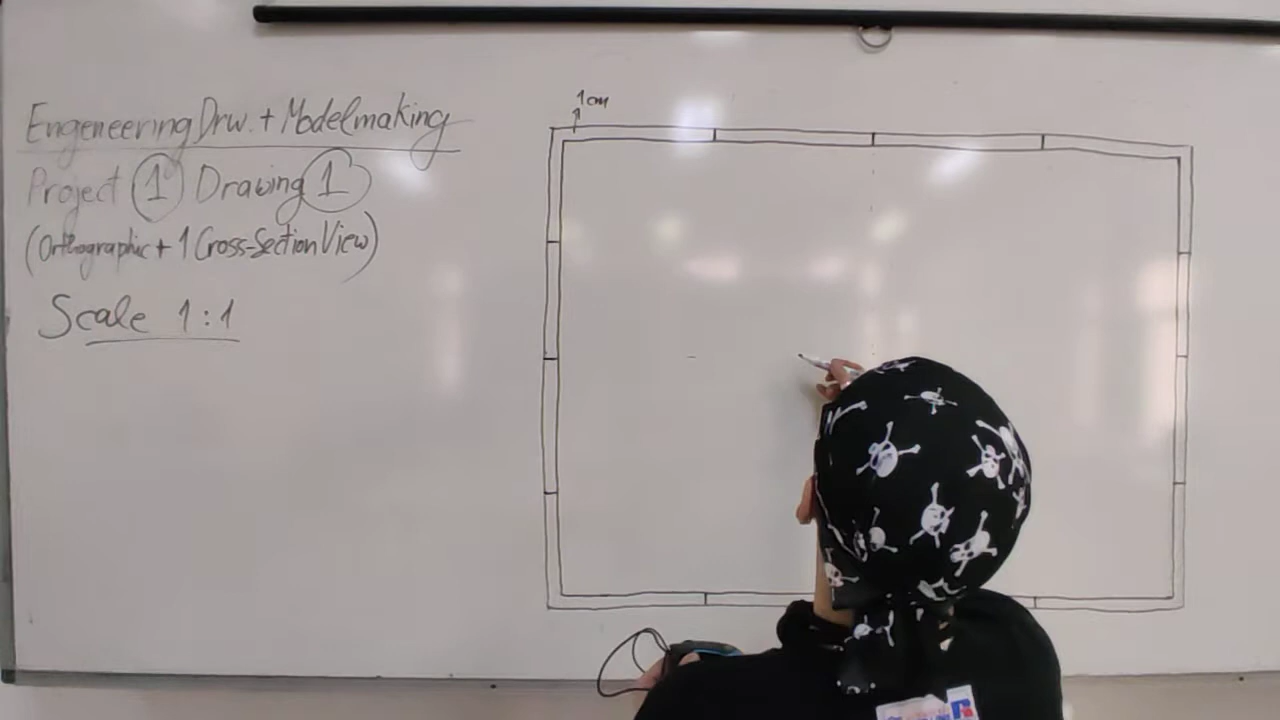 Engeneering Drw. + Modelmaking
Project 1 Drawing 1
(Orthographic + 1 Cross-Section View)
Scale 1:1
1cm